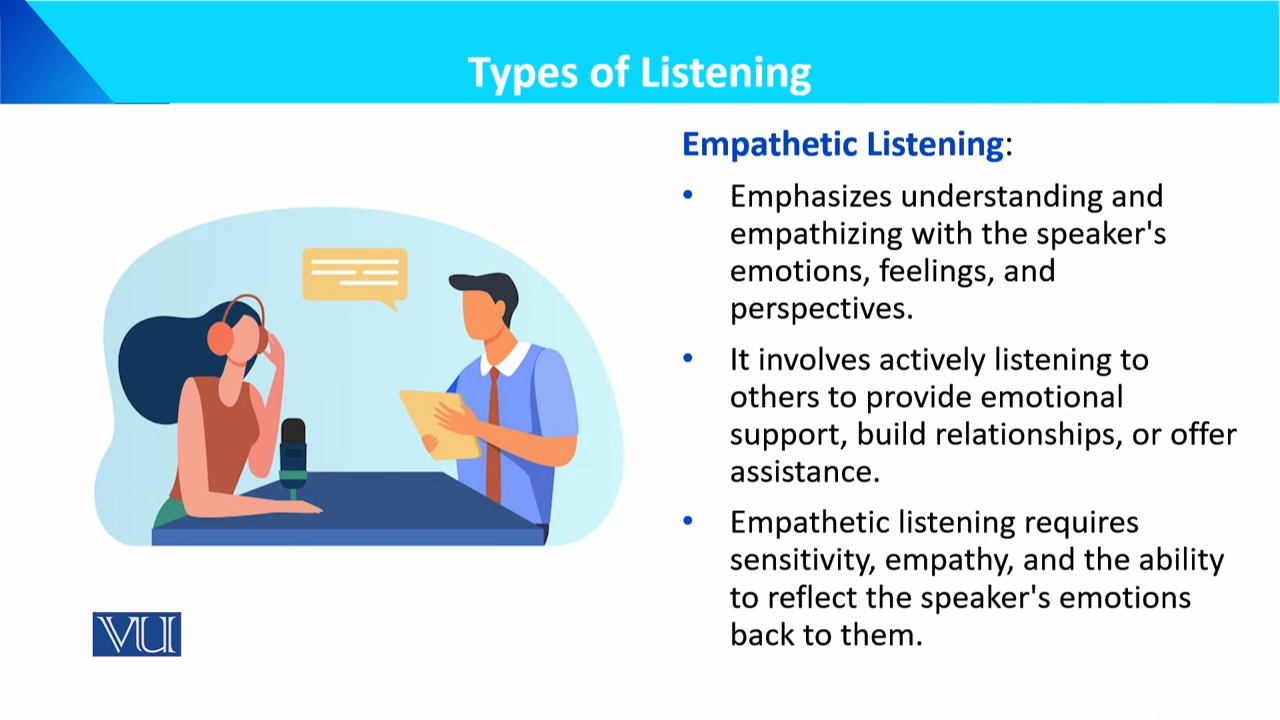 Types of Listening
Empathetic Listening:
• Emphasizes understanding and
empathizing with the speaker's
emotions, feelings, and
perspectives.
• It involves actively listening to
others to provide emotional
support, build relationships, or offer
assistance.
• Empathetic listening requires
sensitivity, empathy, and the ability
to reflect the speaker's emotions
back to them.
VU